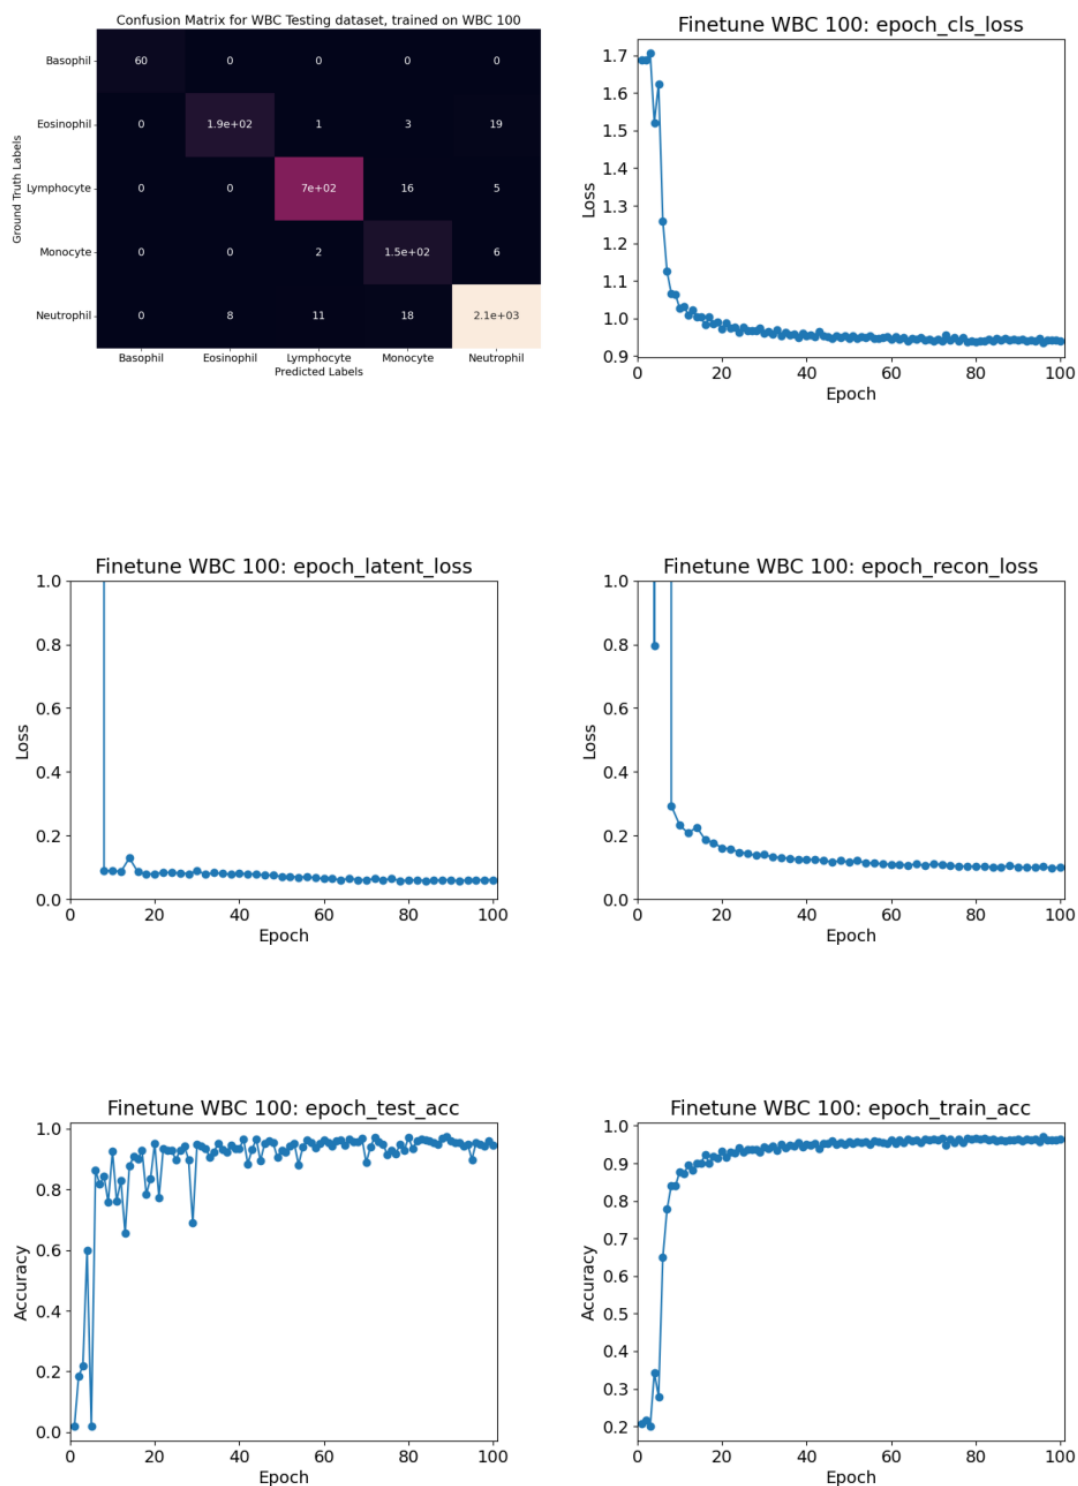 Confusion Matrix for WBC Testing dataset, trained on WBC 100
Ground Truth Labels
Basophil 60 0 0 0 0
Eosinophil 0 1.9e+02 1 3 19
Lymphocyte 0 0 7e+02 16 5
Monocyte 0 0 2 1.5e+02 6
Neutrophil 0 8 11 18 2.1e+03
Basophil Eosinophil Lymphocyte Monocyte Neutrophil
Predicted Labels
Finetune WBC 100: epoch_cls_loss
Loss
1.7
1.6
1.5
1.4
1.3
1.2
1.1
1.0
0.9
0 20 40 60 80 100
Epoch
Finetune WBC 100: epoch_latent_loss
Loss
1.0
0.8
0.6
0.4
0.2
0.0
0 20 40 60 80 100
Epoch
Finetune WBC 100: epoch_recon_loss
Loss
1.0
0.8
0.6
0.4
0.2
0.0
0 20 40 60 80 100
Epoch
Finetune WBC 100: epoch_test_acc
Accuracy
1.0
0.8
0.6
0.4
0.2
0.0
0 20 40 60 80 100
Epoch
Finetune WBC 100: epoch_train_acc
Accuracy
1.0
0.9
0.8
0.7
0.6
0.5
0.4
0.3
0.2
0 20 40 60 80 100
Epoch